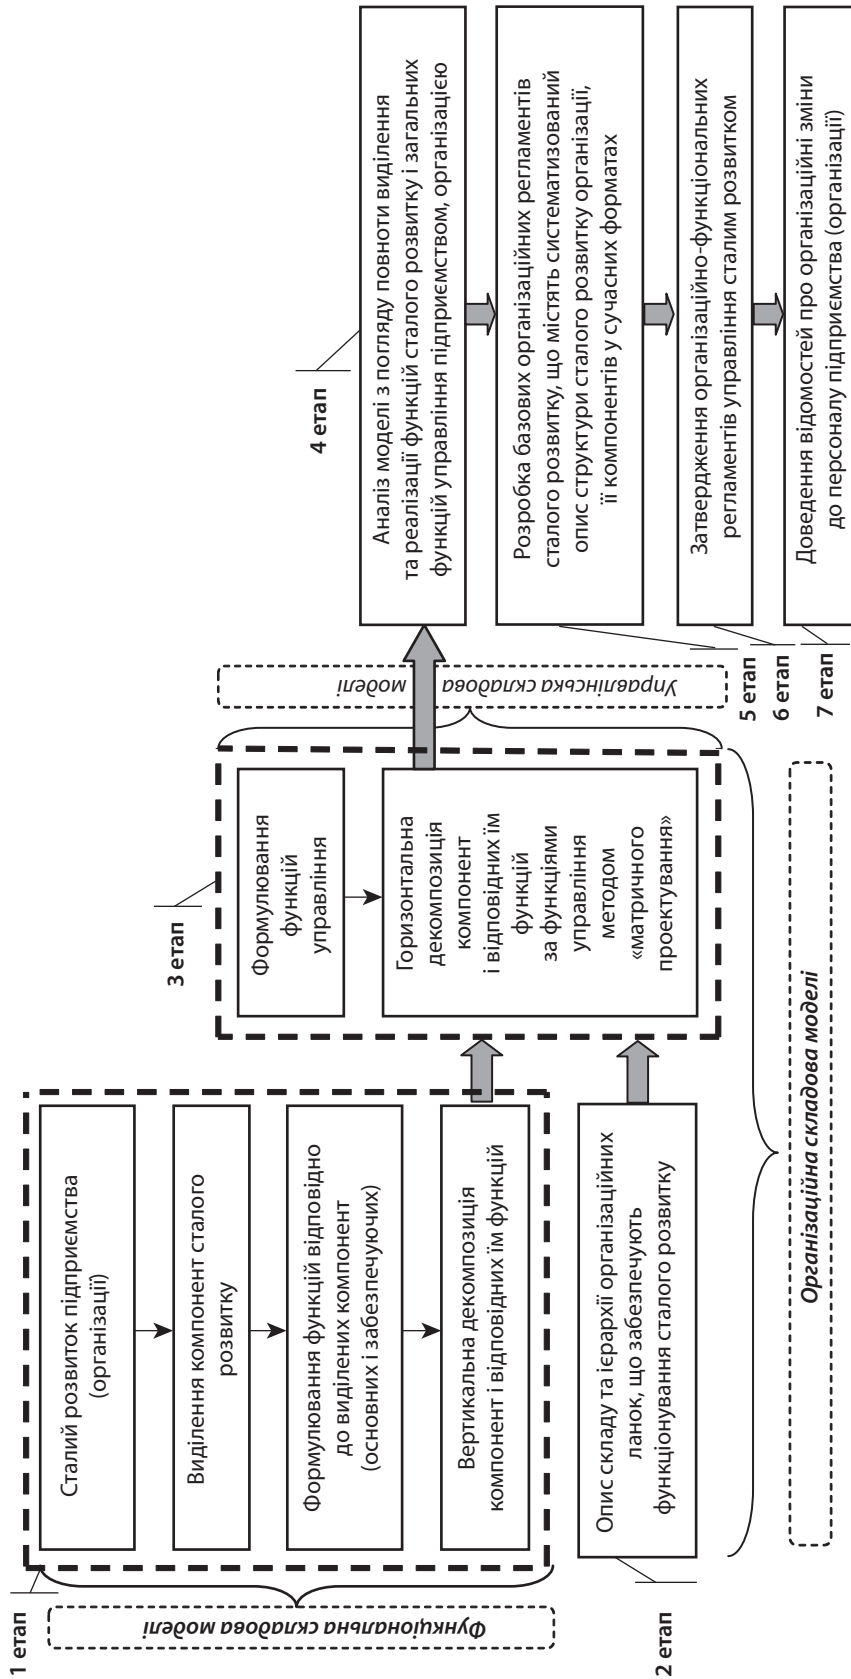 1 етап
Функціональна складова моделі
Сталий розвиток підприємства
(організації)
Виділення компонент сталого
розвитку
Формулювання функцій відповідно
до виділених компонент
(основних і забезпечуючих)
Вертикальна декомпозиція
компонент і відповідних їм функцій
2 етап
Опис складу та ієрархії організаційних
ланок, що забезпечують
функціонування сталого розвитку
3 етап
Формулювання
функцій
управління
Горизонтальна
декомпозиція
компонент
і відповідних їм
функцій
за функціями
управління
методом
«матричного
проектування»
Управлінська складова моделі
Організаційна складова моделі
4 етап
Аналіз моделі з погляду повноти виділення
та реалізації функцій сталого розвитку і загальних
функцій управління підприємством, організацією
5 етап
Розробка базових організаційних регламентів
сталого розвитку, що містять систематизований
опис структури сталого розвитку організації,
її компонентів у сучасних форматах
6 етап
Затвердження організаційно-функціональних
регламентів управління сталим розвитком
7 етап
Доведення відомостей про організаційні зміни
до персоналу підприємства (організації)